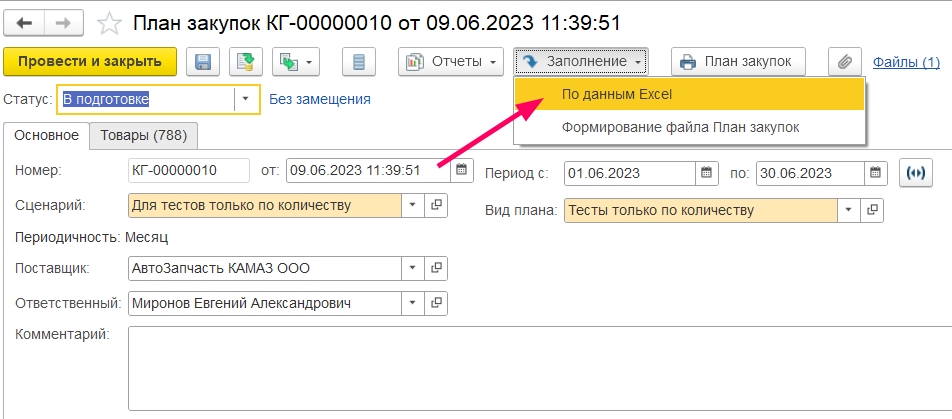 План закупок КГ-00000010 от 09.06.2023 11:39:51
Провести и закрыть Отчеты Заполнение План закупок Файлы (1)
По данным Excel
Формирование файла План закупок
Статус: В подготовке Без замещения
Основное Товары (788)
Номер: КГ-00000010 от: 09.06.2023 11:39:51 Период с: 01.06.2023 по: 30.06.2023
Сценарий: Для тестов только по количеству Вид плана: Тесты только по количеству
Периодичность: Месяц
Поставщик: АвтоЗапчасть КАМАЗ ООО
Ответственный: Миронов Евгений Александрович
Комментарий: